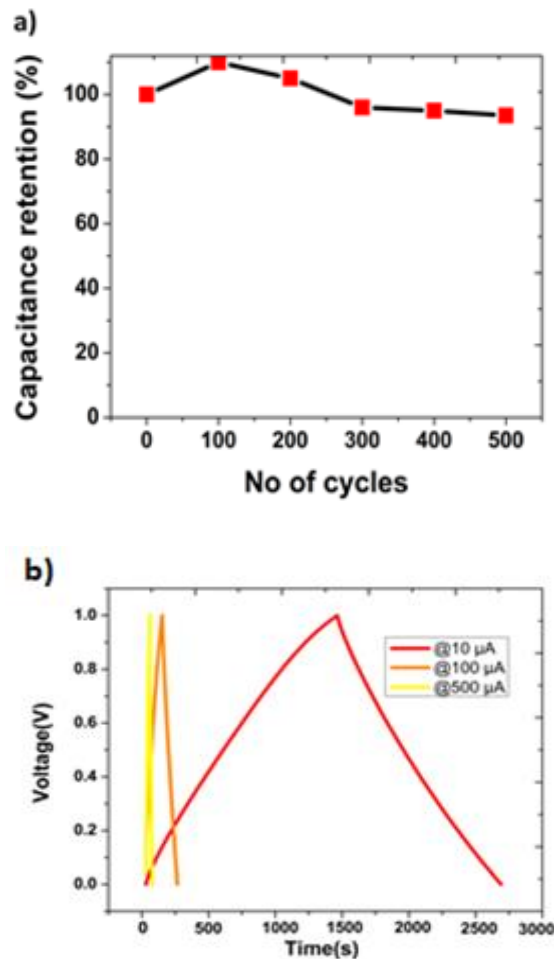 a)
Capacitance retention (%)
100
80
60
40
20
0
0 100 200 300 400 500
No of cycles
b)
Voltage(V)
1.0
0.8
0.6
0.4
0.2
0.0
@10 µA
@100 µA
@500 µA
0 500 1000 1500 2000 2500 3000
Time(s)